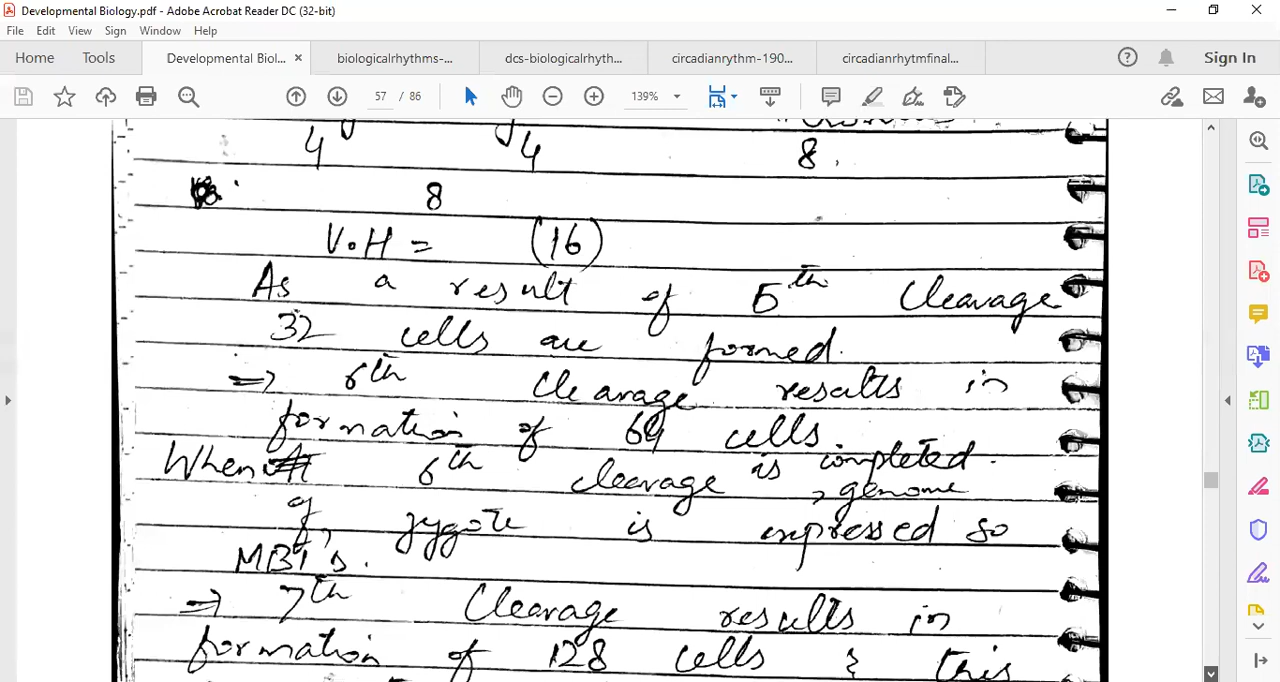 Developmental Biology.pdf - Adobe Acrobat Reader DC (32-bit)
File Edit View Sign Window Help
Home Tools Developmental Biol... × biologicalrhythms-... dcs-biologicalrhyth... circadianrythm-190... circadianrhytmfinal... Sign In
57 / 86 139%
4 4 8.
8
V.H = (16)
As a result of 5th Cleavage
32 cells are formed.
⇒ 6th Cleavage results in
formation of 64 cells
When 6th cleavage is completed.
of, zygote is expressed so , genome
MBT's.
⇒ 7th Cleavage results in
formation of 128 cells & this